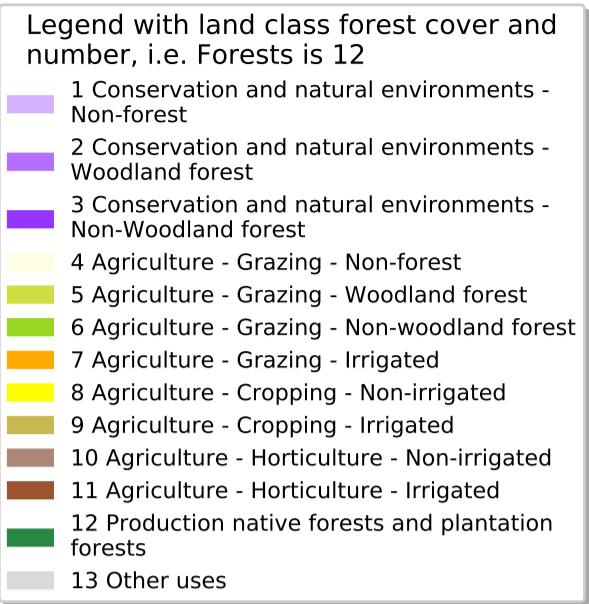 Legend with land class forest cover and
number, i.e. Forests is 12
1 Conservation and natural environments -
Non-forest
2 Conservation and natural environments -
Woodland forest
3 Conservation and natural environments -
Non-Woodland forest
4 Agriculture - Grazing - Non-forest
5 Agriculture - Grazing - Woodland forest
6 Agriculture - Grazing - Non-woodland forest
7 Agriculture - Grazing - Irrigated
8 Agriculture - Cropping - Non-irrigated
9 Agriculture - Cropping - Irrigated
10 Agriculture - Horticulture - Non-irrigated
11 Agriculture - Horticulture - Irrigated
12 Production native forests and plantation
forests
13 Other uses